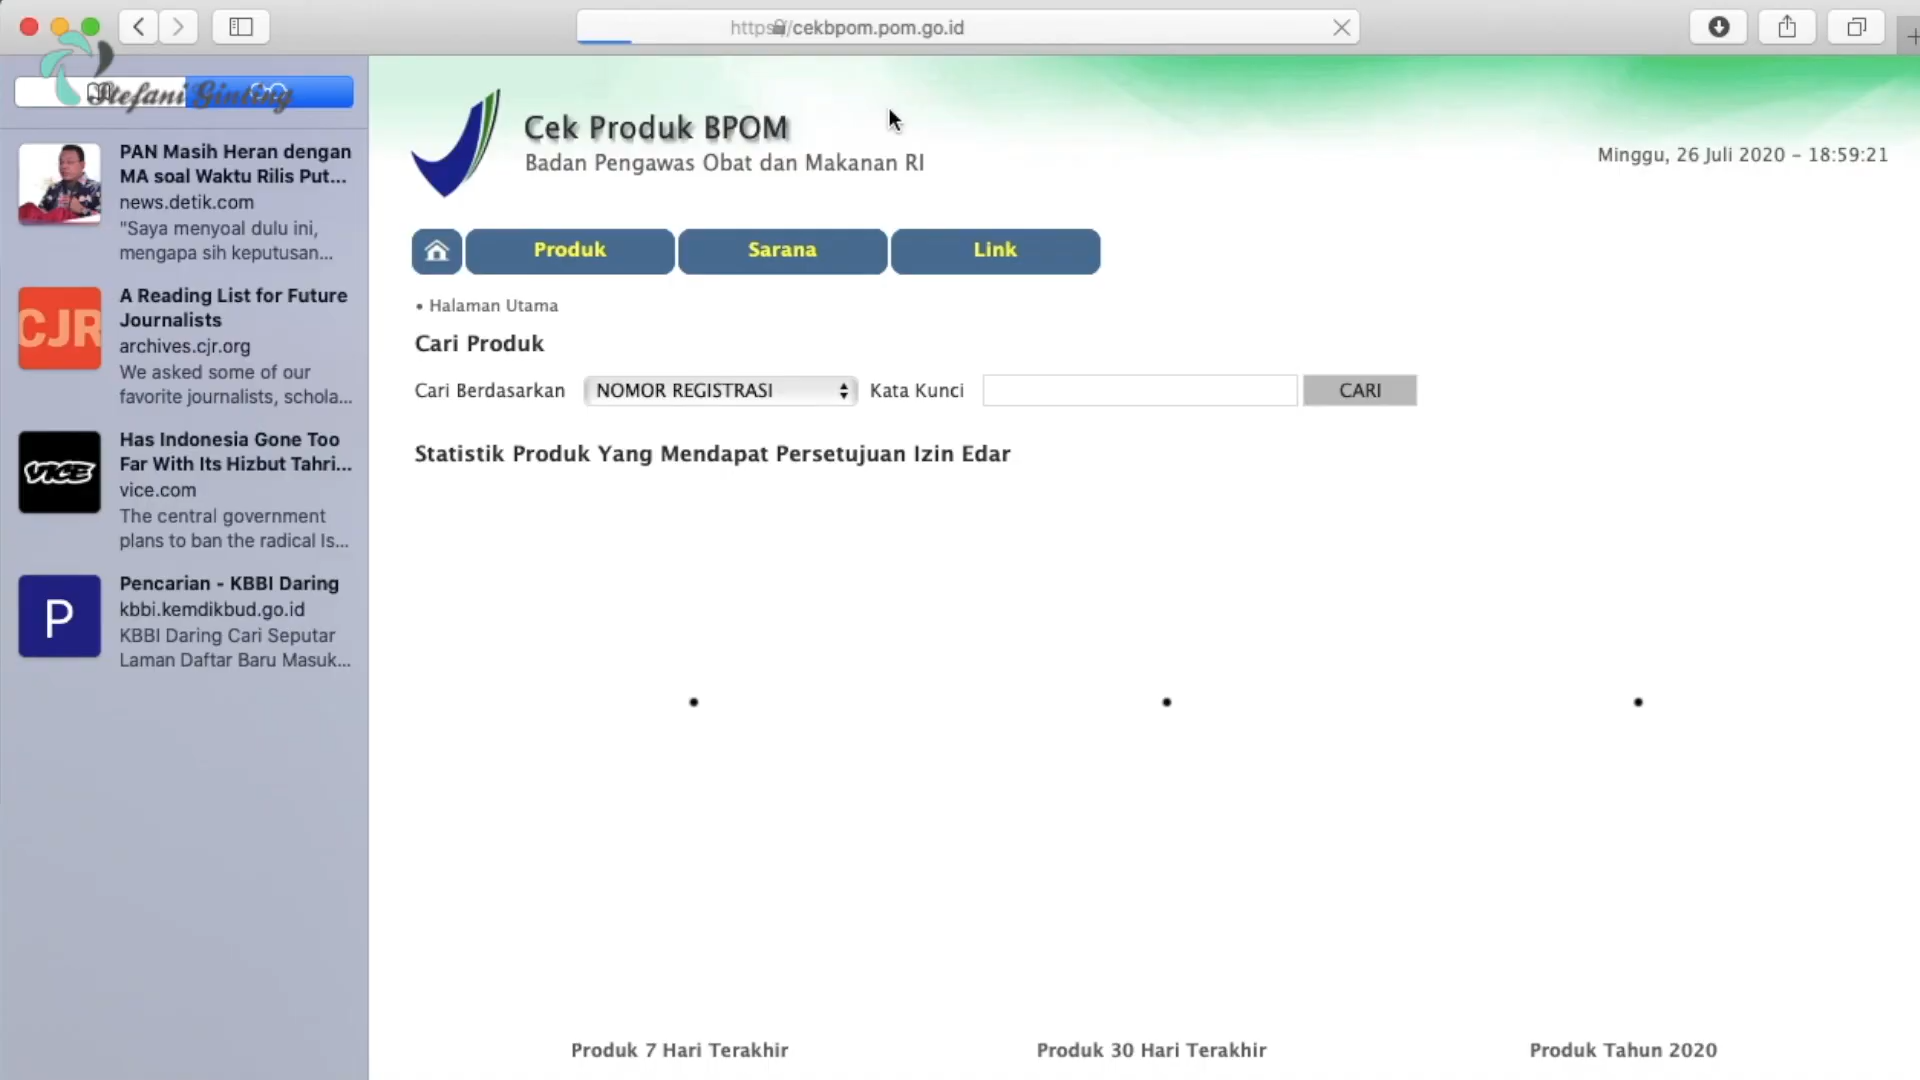 https://cekbpom.pom.go.id
Stefani Ginting
PAN Masih Heran dengan
MA soal Waktu Rilis Put...
news.detik.com
"Saya menyoal dulu ini,
mengapa sih keputusan...
CJR
A Reading List for Future
Journalists
archives.cjr.org
We asked some of our
favorite journalists, schola...
VICE
Has Indonesia Gone Too
Far With Its Hizbut Tahri...
vice.com
The central government
plans to ban the radical Is...
P
Pencarian - KBBI Daring
kbbi.kemdikbud.go.id
KBBI Daring Cari Seputar
Laman Daftar Baru Masuk...
Cek Produk BPOM
Badan Pengawas Obat dan Makanan RI
Minggu, 26 Juli 2020 - 18:59:21
Produk
Sarana
Link
• Halaman Utama
Cari Produk
Cari Berdasarkan NOMOR REGISTRASI Kata Kunci CARI
Statistik Produk Yang Mendapat Persetujuan Izin Edar
Produk 7 Hari Terakhir
Produk 30 Hari Terakhir
Produk Tahun 2020